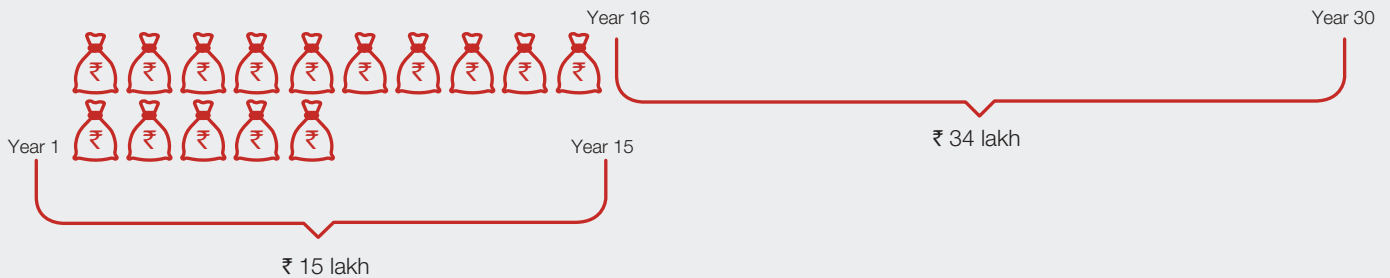 Year 16
Year 30
₹ ₹ ₹ ₹ ₹ ₹ ₹ ₹ ₹ ₹
₹ ₹ ₹ ₹ ₹
₹ 34 lakh
Year 1
Year 15
₹ 15 lakh